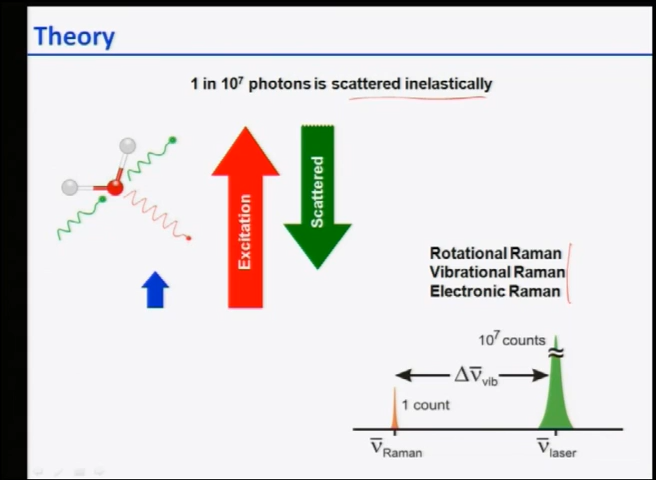 Theory
1 in 10⁷ photons is scattered inelastically
Excitation
Scattered
Rotational Raman
Vibrational Raman
Electronic Raman
10⁷ counts
Δν̅vib
1 count
ν̅Raman
ν̅laser